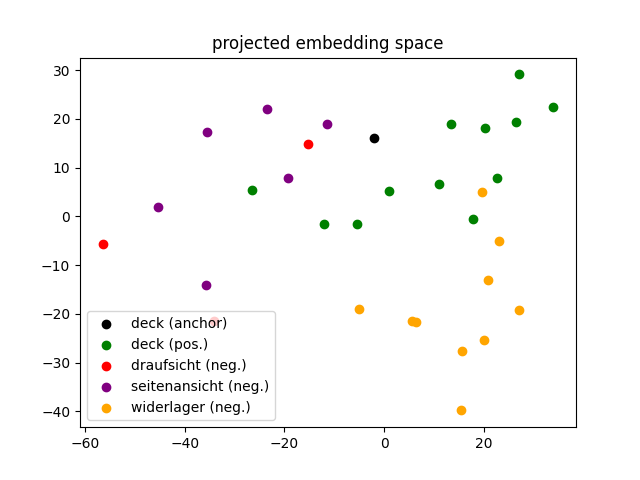 projected embedding space
30
20
10
0
−10
−20
−30
−40
deck (anchor)
deck (pos.)
draufsicht (neg.)
seitenansicht (neg.)
widerlager (neg.)
−60 −40 −20 0 20